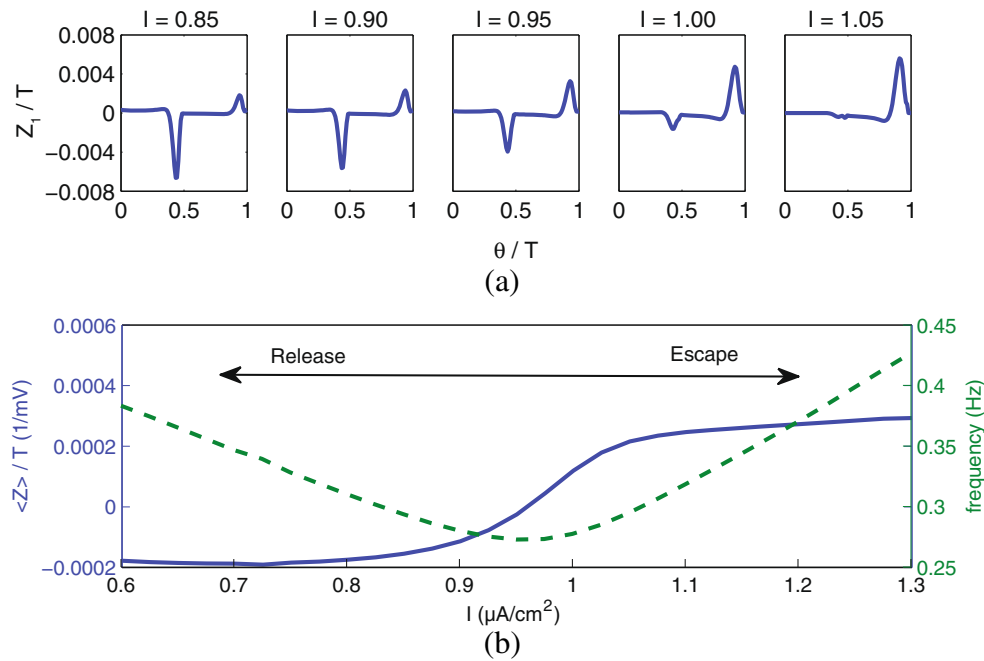 I = 0.85 I = 0.90 I = 0.95 I = 1.00 I = 1.05
0.008
0.004
0
−0.004
−0.008
Z1 / T
0 0.5 1 0 0.5 1 0 0.5 1 0 0.5 1 0 0.5 1
θ / T
(a)
0.0006
0.0004
0.0002
0
−0.0002
<Z> / T (1/mV)
Release
Escape
0.45
0.4
0.35
0.3
0.25
frequency (Hz)
0.6 0.7 0.8 0.9 1 1.1 1.2 1.3
I (µA/cm²)
(b)